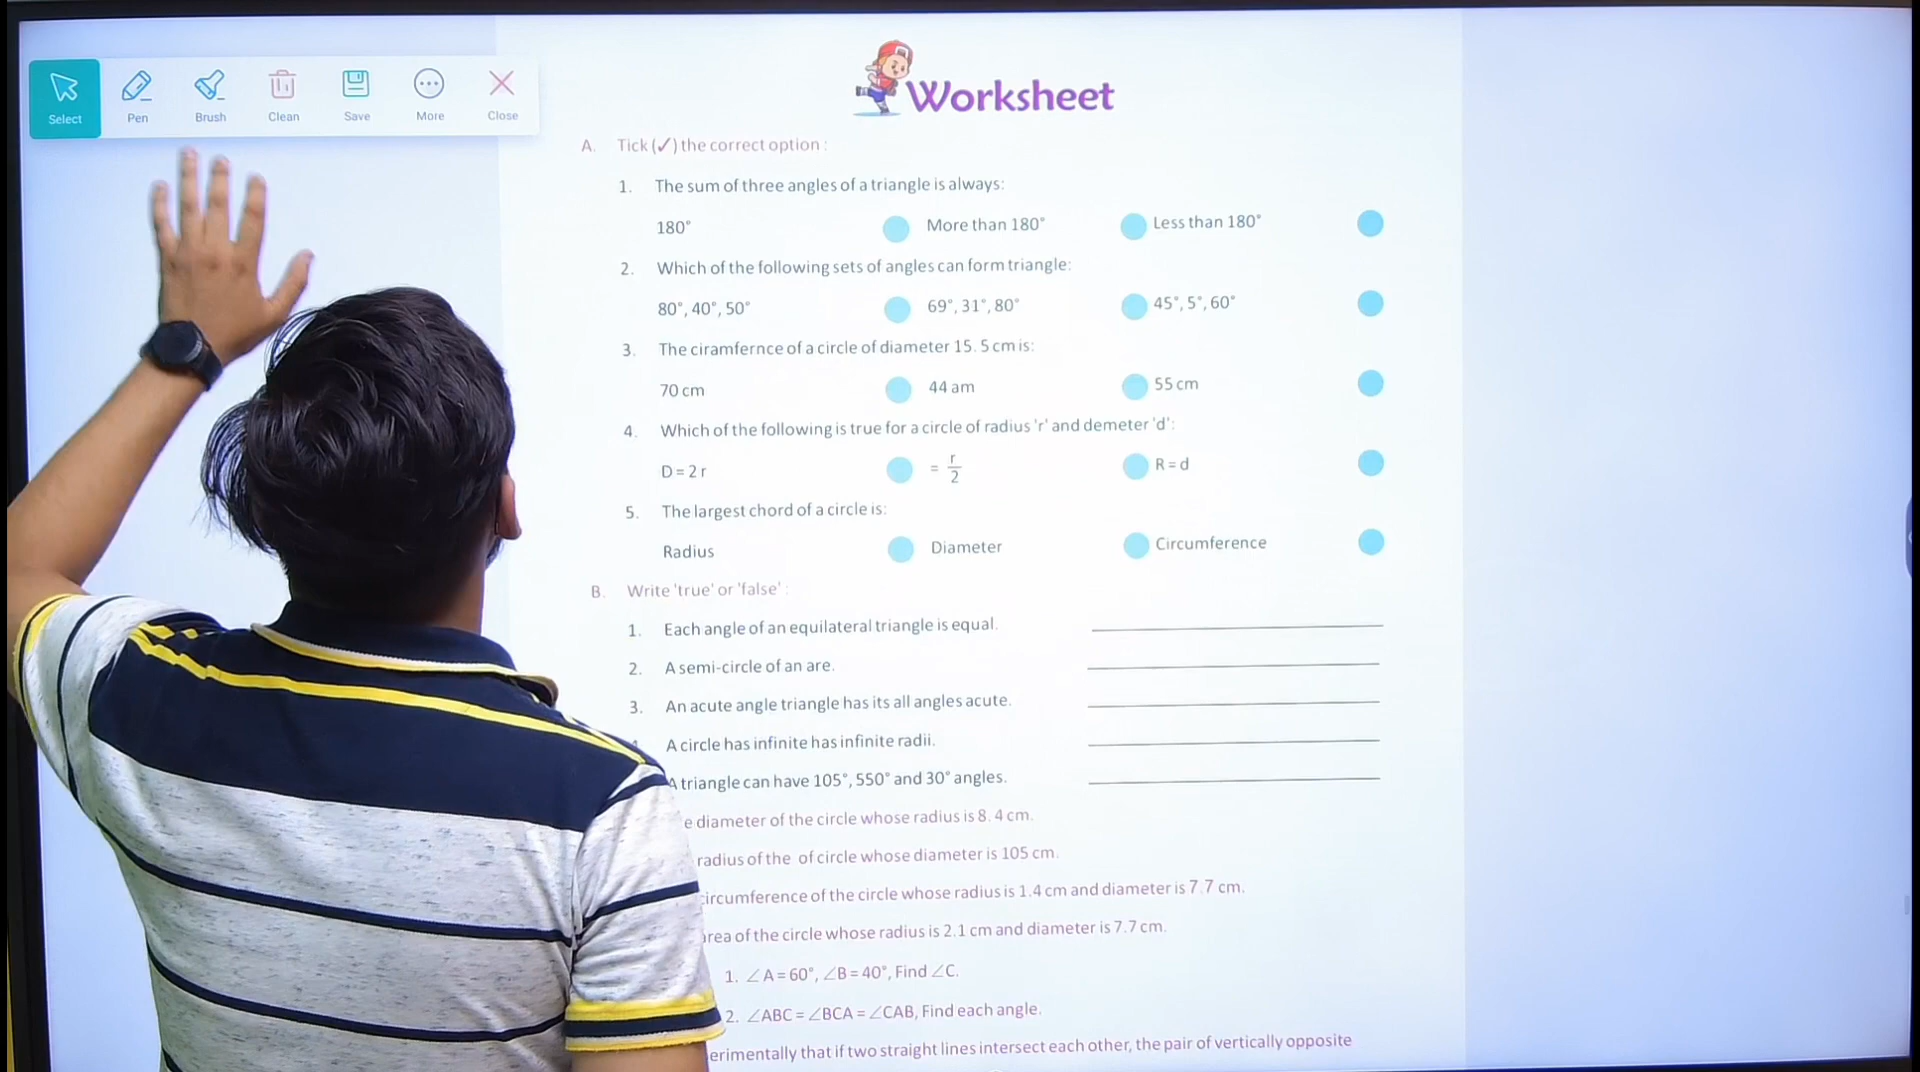 Select Pen Brush Clean Save More Close
Worksheet
A. Tick (✓) the correct option :
1. The sum of three angles of a triangle is always:
180° More than 180° Less than 180°
2. Which of the following sets of angles can form triangle:
80°, 40°, 50° 69°, 31°, 80° 45°, 5°, 60°
3. The ciramfernce of a circle of diameter 15. 5 cm is:
70 cm 44 am 55 cm
4. Which of the following is true for a circle of radius 'r' and demeter 'd':
D = 2 r = r/2 R = d
5. The largest chord of a circle is:
Radius Diameter Circumference
B. Write 'true' or 'false' :
1. Each angle of an equilateral triangle is equal.
2. A semi-circle of an are.
3. An acute angle triangle has its all angles acute.
A circle has infinite has infinite radii.
A triangle can have 105°, 550° and 30° angles.
diameter of the circle whose radius is 8. 4 cm.
radius of the of circle whose diameter is 105 cm.
circumference of the circle whose radius is 1.4 cm and diameter is 7.7 cm.
area of the circle whose radius is 2.1 cm and diameter is 7.7 cm.
1. ∠A = 60°, ∠B = 40°, Find ∠C.
2. ∠ABC = ∠BCA = ∠CAB, Find each angle.
that if two straight lines intersect each other, the pair of vertically opposite